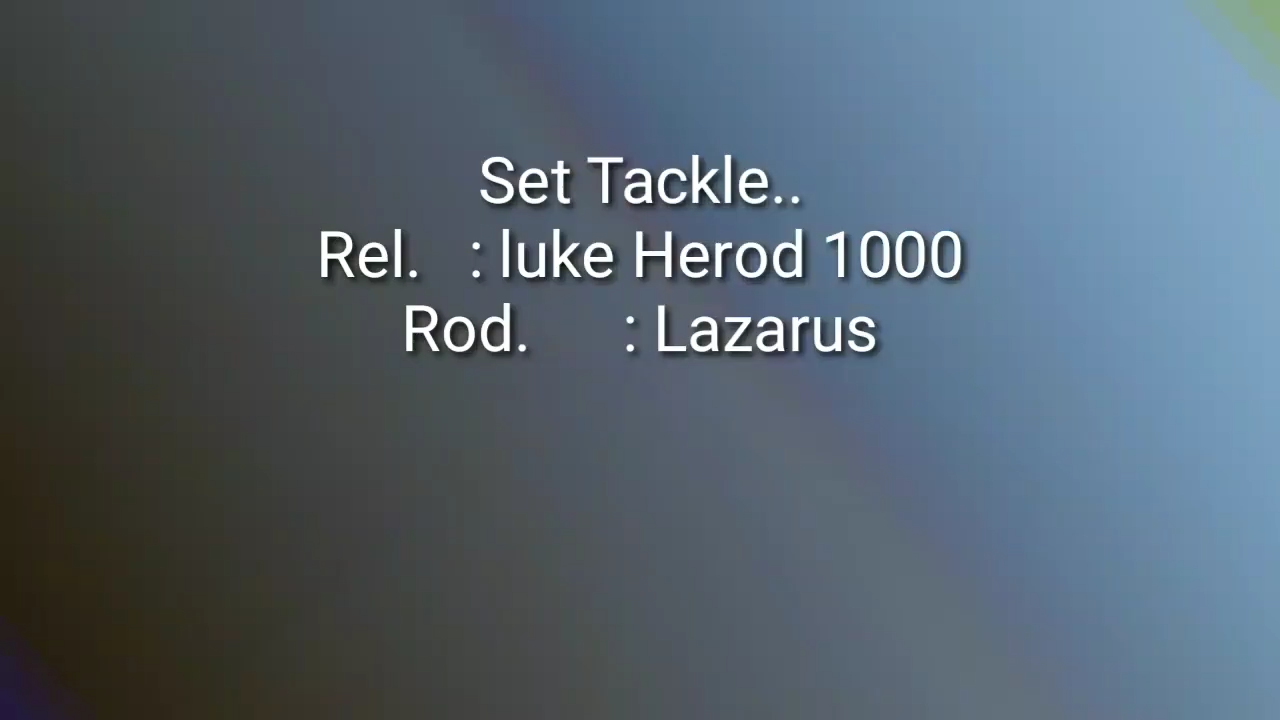 Set Tackle..
Rel.   : luke Herod 1000
Rod.      : Lazarus